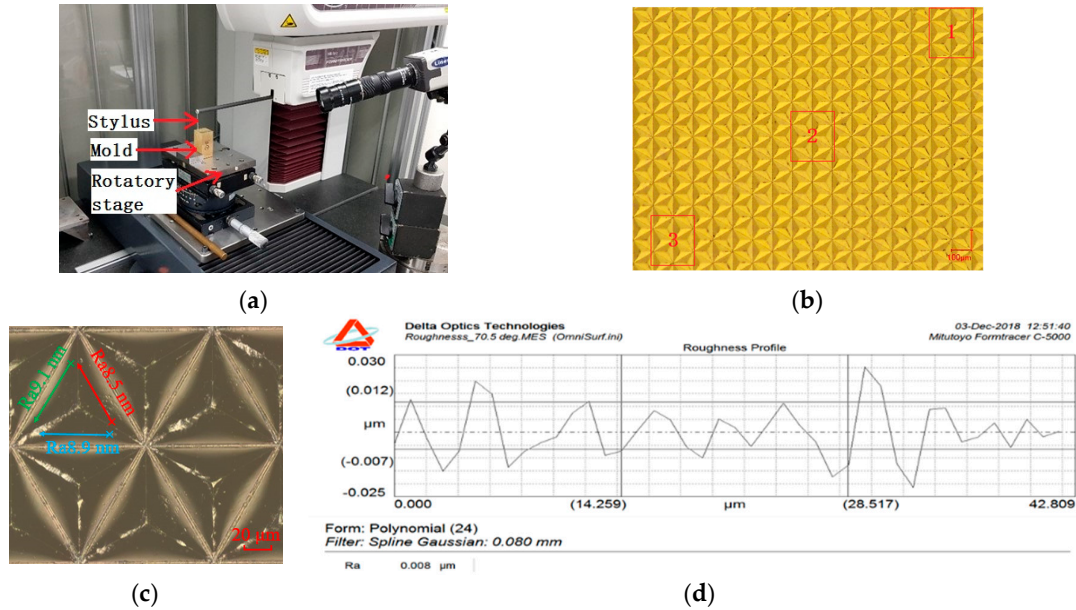 Stylus
Mold
Rotatory
stage
(a)
1
2
3
100μm
(b)
Ra9.1 nm
Ra8.5 nm
Ra8.9 nm
20 μm
(c)
DOT
Delta Optics Technologies
Roughnesss_70.5 deg.MES (OmniSurf.ini)
03-Dec-2018 12:51:40
Mitutoyo Formtracer C-5000
Roughness Profile
0.030
(0.012)
μm
(-0.007)
-0.025
0.000 (14.259) μm (28.517) 42.809
Form: Polynomial (24)
Filter: Spline Gaussian: 0.080 mm
Ra 0.008 μm
(d)